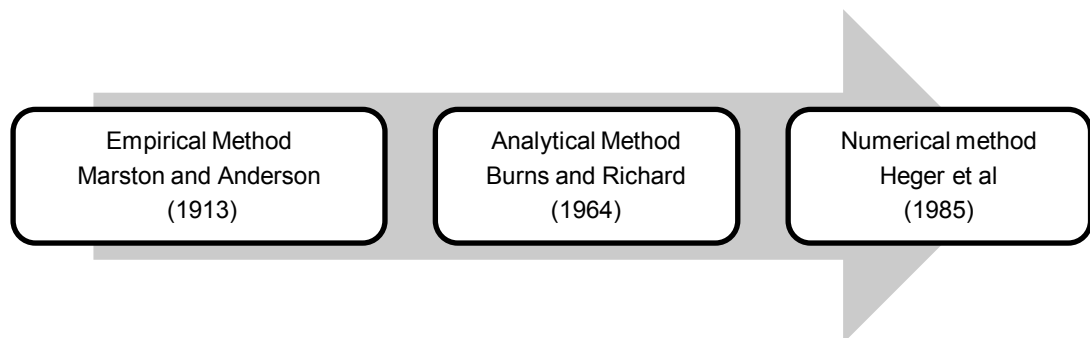 Empirical Method
Marston and Anderson
(1913)
Analytical Method
Burns and Richard
(1964)
Numerical method
Heger et al
(1985)